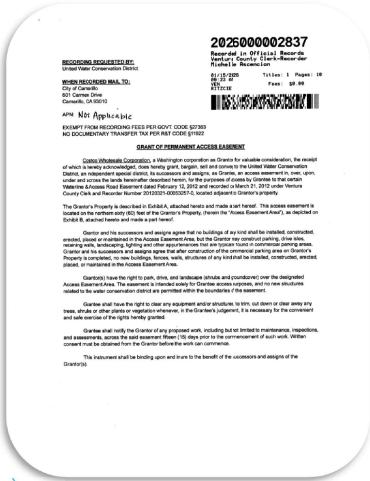 2026000002837
Recorded in Official Records
Ventura County Clerk-Recorder
Michelle Ascencion
01/15/2026 Titles: 1 Pages: 10
09:33 AM
VEN Fees: $0.00
RECORDING REQUESTED BY:
United Water Conservation District
WHEN RECORDED MAIL TO:
City of Camarillo
601 Carmen Drive
Camarillo, CA 93010
APN: Not Applicable
EXEMPT FROM RECORDING FEES PER GOVT CODE §27383
NO DOCUMENTARY TRANSFER TAX PER R&T CODE §11922
GRANT OF PERMANENT ACCESS EASEMENT
Costco Wholesale Corporation, a Washington corporation as Grantor for valuable consideration, the receipt
of which is hereby acknowledged, does hereby grant, bargain, sell and convey to the United Water Conservation
District, an independent special district, its successors and assigns, as Grantee, an access easement in, over, upon,
under and across the lands hereinafter described herein, for the purposes of access by Grantee to that certain
Waterline & Access Road Easement dated February 12, 2012 and recorded on March 21, 2012 under Ventura
County Clerk and Recorder Number 20120321-00053257-0, located adjacent to Grantor's property.
The Grantor's Property is described in Exhibit A, attached hereto and made a part hereof. This access easement is
located on the northern sixty (60) feet of the Grantor's Property, (herein the "Access Easement Area"), as depicted on
Exhibit B, attached hereto and made a part hereof.
Grantor and his successors and assigns agree that no buildings of any kind shall be installed, constructed,
erected, placed or maintained in the Access Easement Area, but the Grantor may construct parking, drive isles,
retaining walls, landscaping, lighting and other appurtenances that are typically found in commercial parking areas.
Grantor and his successors and assigns agree that after construction of the commercial parking area on Grantor's
Property is completed, no new buildings, fences, walls, structures of any kind shall be installed, constructed, erected,
placed, or maintained in the Access Easement Area.
Grantor(s) have the right to park, drive, and landscape (shrubs and groundcover) over the designated
Access Easement Area. The easement is intended solely for Grantee access purposes, and no new structures
related to the water conservation district are permitted within the boundaries of the easement.
Grantee shall have the right to clear any equipment and/or structures, to trim, cut down or clear away any
trees, shrubs or other plants or vegetation whenever, in the Grantee's judgement, it is necessary for the convenient
and safe exercise of the rights hereby granted.
Grantee shall notify the Grantor of any proposed work, including but not limited to maintenance, inspections,
and assessments, across the said easement fifteen (15) days prior to the commencement of such work. Written
consent must be obtained from the Grantor before the work can commence.
This instrument shall be binding upon and inure to the benefit of the successors and assigns of the
Grantor(s).